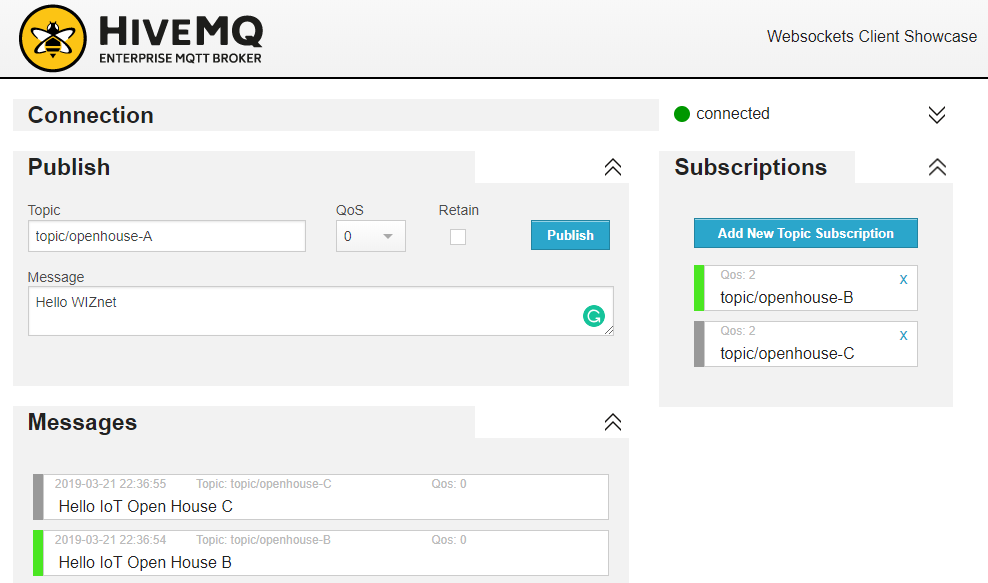 HIVEMQ
ENTERPRISE MQTT BROKER
Websockets Client Showcase
Connection
connected
Publish
Topic QoS Retain
topic/openhouse-A 0 Publish
Message
Hello WIZnet
Subscriptions
Add New Topic Subscription
Qos: 2 x
topic/openhouse-B
Qos: 2 x
topic/openhouse-C
Messages
2019-03-21 22:36:55 Topic: topic/openhouse-C Qos: 0
Hello IoT Open House C
2019-03-21 22:36:54 Topic: topic/openhouse-B Qos: 0
Hello IoT Open House B